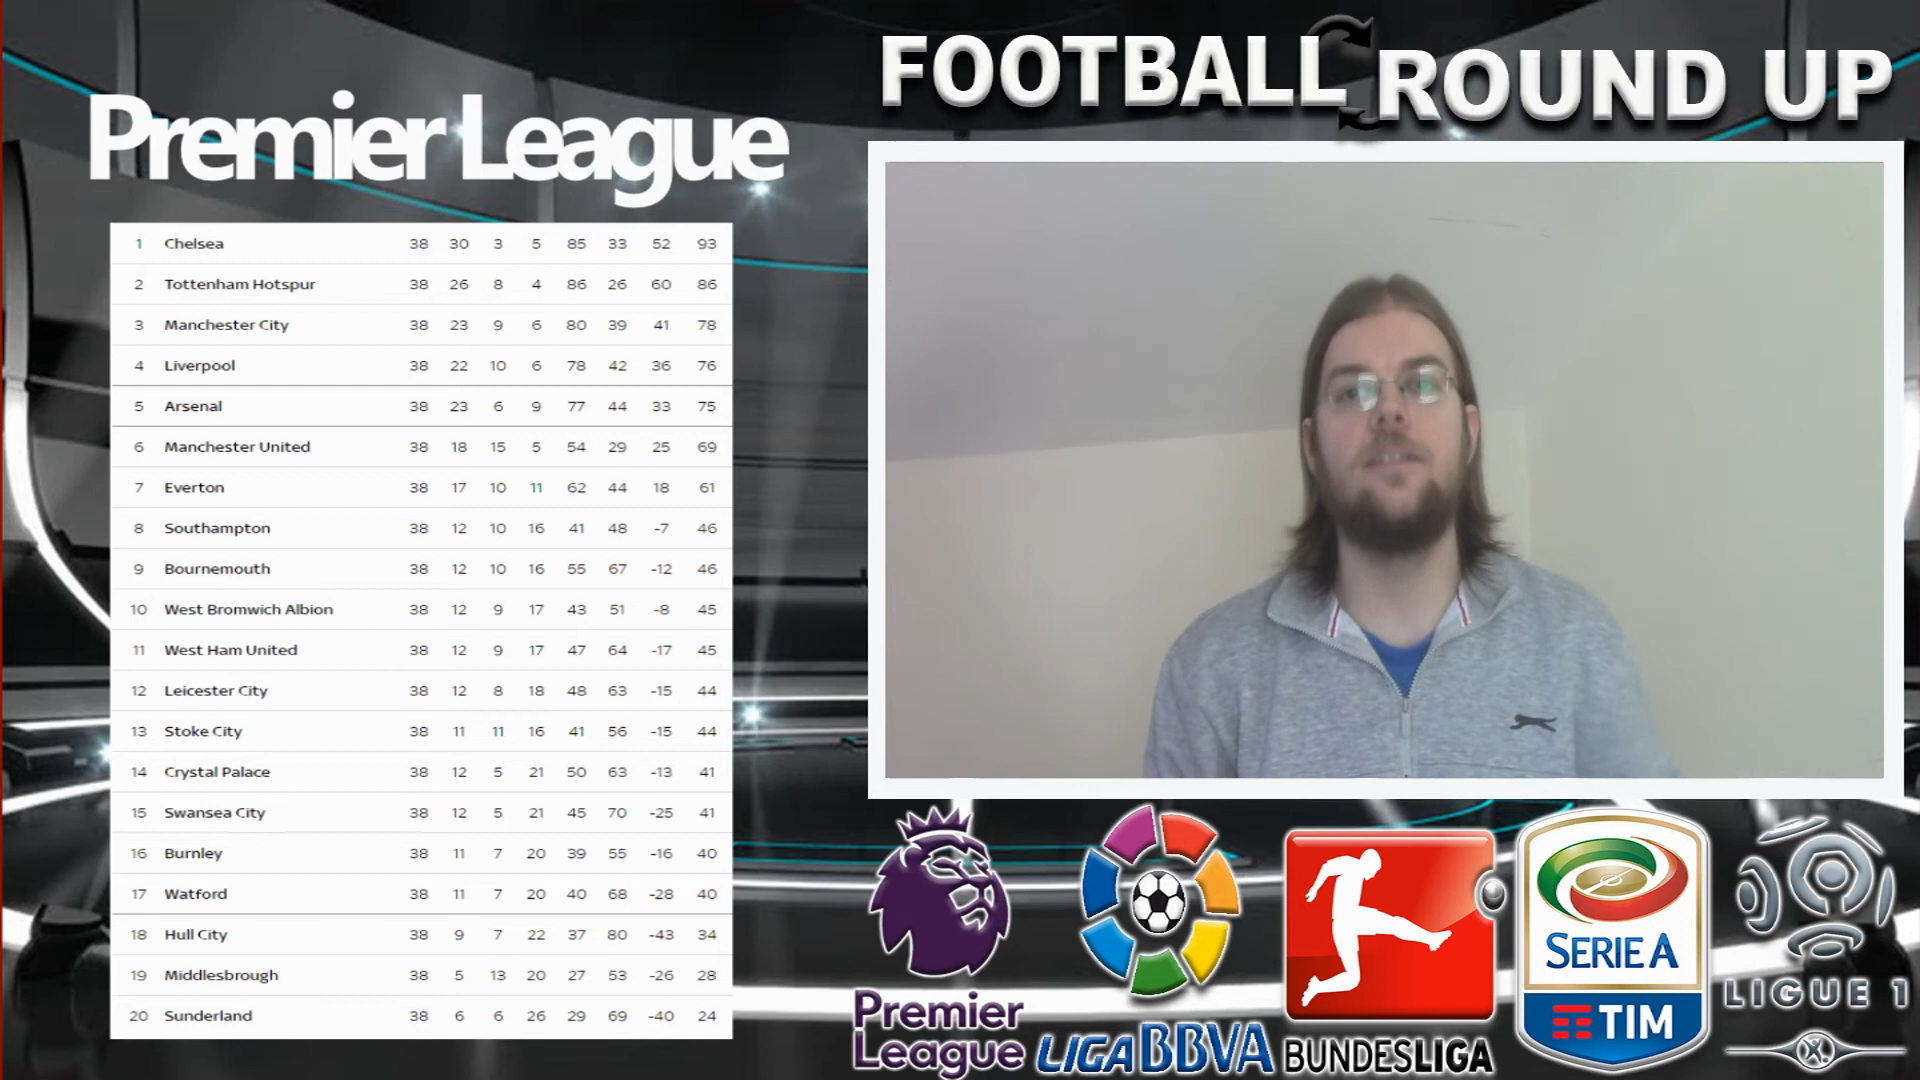 FOOTBALL ROUND UP
Premier League
1 Chelsea 38 30 3 5 85 33 52 93
2 Tottenham Hotspur 38 26 8 4 86 26 60 86
3 Manchester City 38 23 9 6 80 39 41 78
4 Liverpool 38 22 10 6 78 42 36 76
5 Arsenal 38 23 6 9 77 44 33 75
6 Manchester United 38 18 15 5 54 29 25 69
7 Everton 38 17 10 11 62 44 18 61
8 Southampton 38 12 10 16 41 48 -7 46
9 Bournemouth 38 12 10 16 55 67 -12 46
10 West Bromwich Albion 38 12 9 17 43 51 -8 45
11 West Ham United 38 12 9 17 47 64 -17 45
12 Leicester City 38 12 8 18 48 63 -15 44
13 Stoke City 38 11 11 16 41 56 -15 44
14 Crystal Palace 38 12 5 21 50 63 -13 41
15 Swansea City 38 12 5 21 45 70 -25 41
16 Burnley 38 11 7 20 39 55 -16 40
17 Watford 38 11 7 20 40 68 -28 40
18 Hull City 38 9 7 22 37 80 -43 34
19 Middlesbrough 38 5 13 20 27 53 -26 28
20 Sunderland 38 6 6 26 29 69 -40 24
Premier
League
LIGA BBVA
BUNDESLIGA
SERIE A
TIM
LIGUE 1